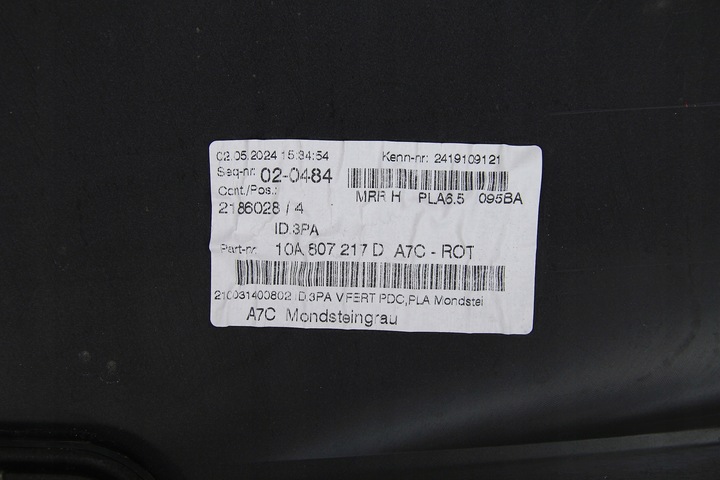 02.05.2024 15:34:54 Kenn-nr: 2419109121
Seq-nr: 02-0484
Cont./Pos.: MRR H PLA6.5 095BA
2186028 / 4
ID.3PA
Part-nr. 10A 807 217 D A7C - ROT
210031400802 ID.3PA V.FERT PDC,PLA Mondstei
A7C Mondsteingrau